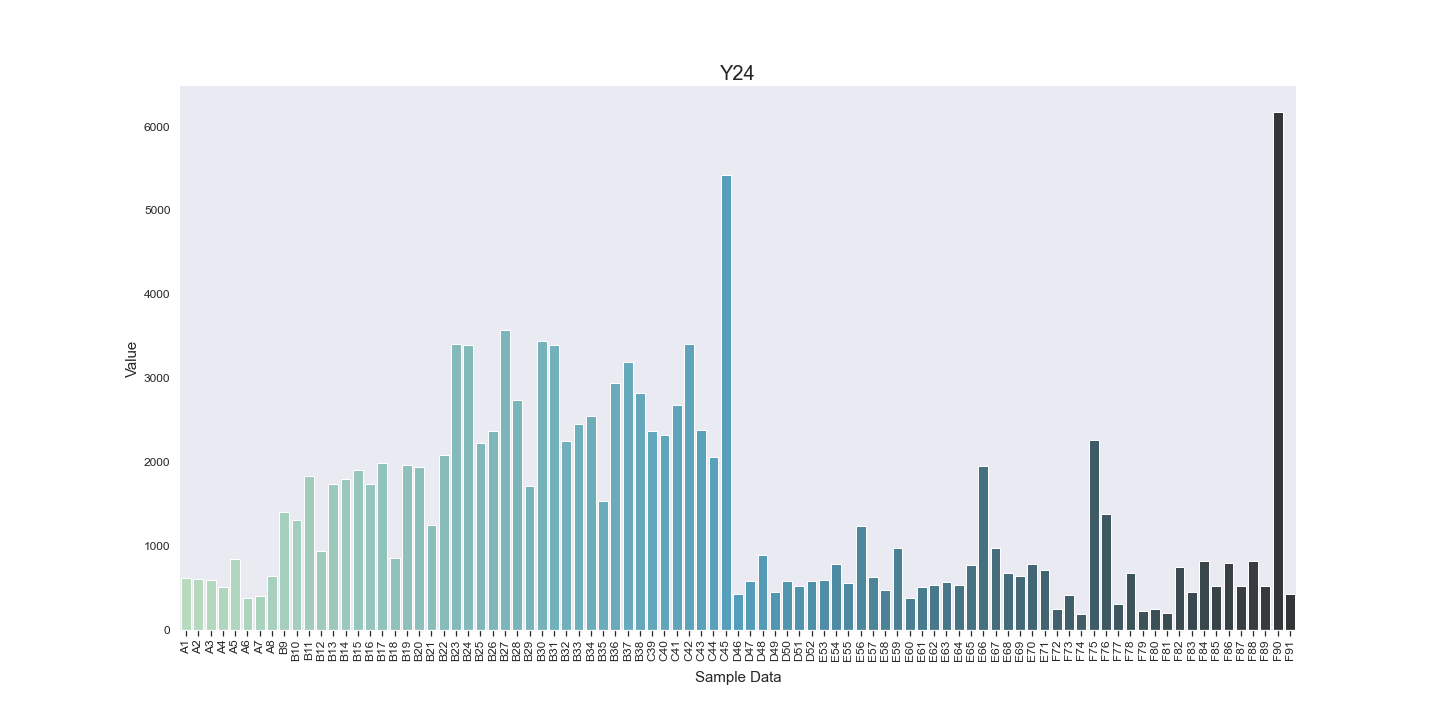 Y24
Value
6000
5000
4000
3000
2000
1000
0
A1 A2 A3 A4 A5 A6 A7 A8 B9 B10 B11 B12 B13 B14 B15 B16 B17 B18 B19 B20 B21 B22 B23 B24 B25 B26 B27 B28 B29 B30 B31 B32 B33 B34 B35 B36 B37 B38 C39 C40 C41 C42 C43 C44 C45 D46 D47 D48 D49 D50 D51 D52 E53 E54 E55 E56 E57 E58 E59 E60 E61 E62 E63 E64 E65 E66 E67 E68 E69 E70 E71 F72 F73 F74 F75 F76 F77 F78 F79 F80 F81 F82 F83 F84 F85 F86 F87 F88 F89 F90 F91
Sample Data